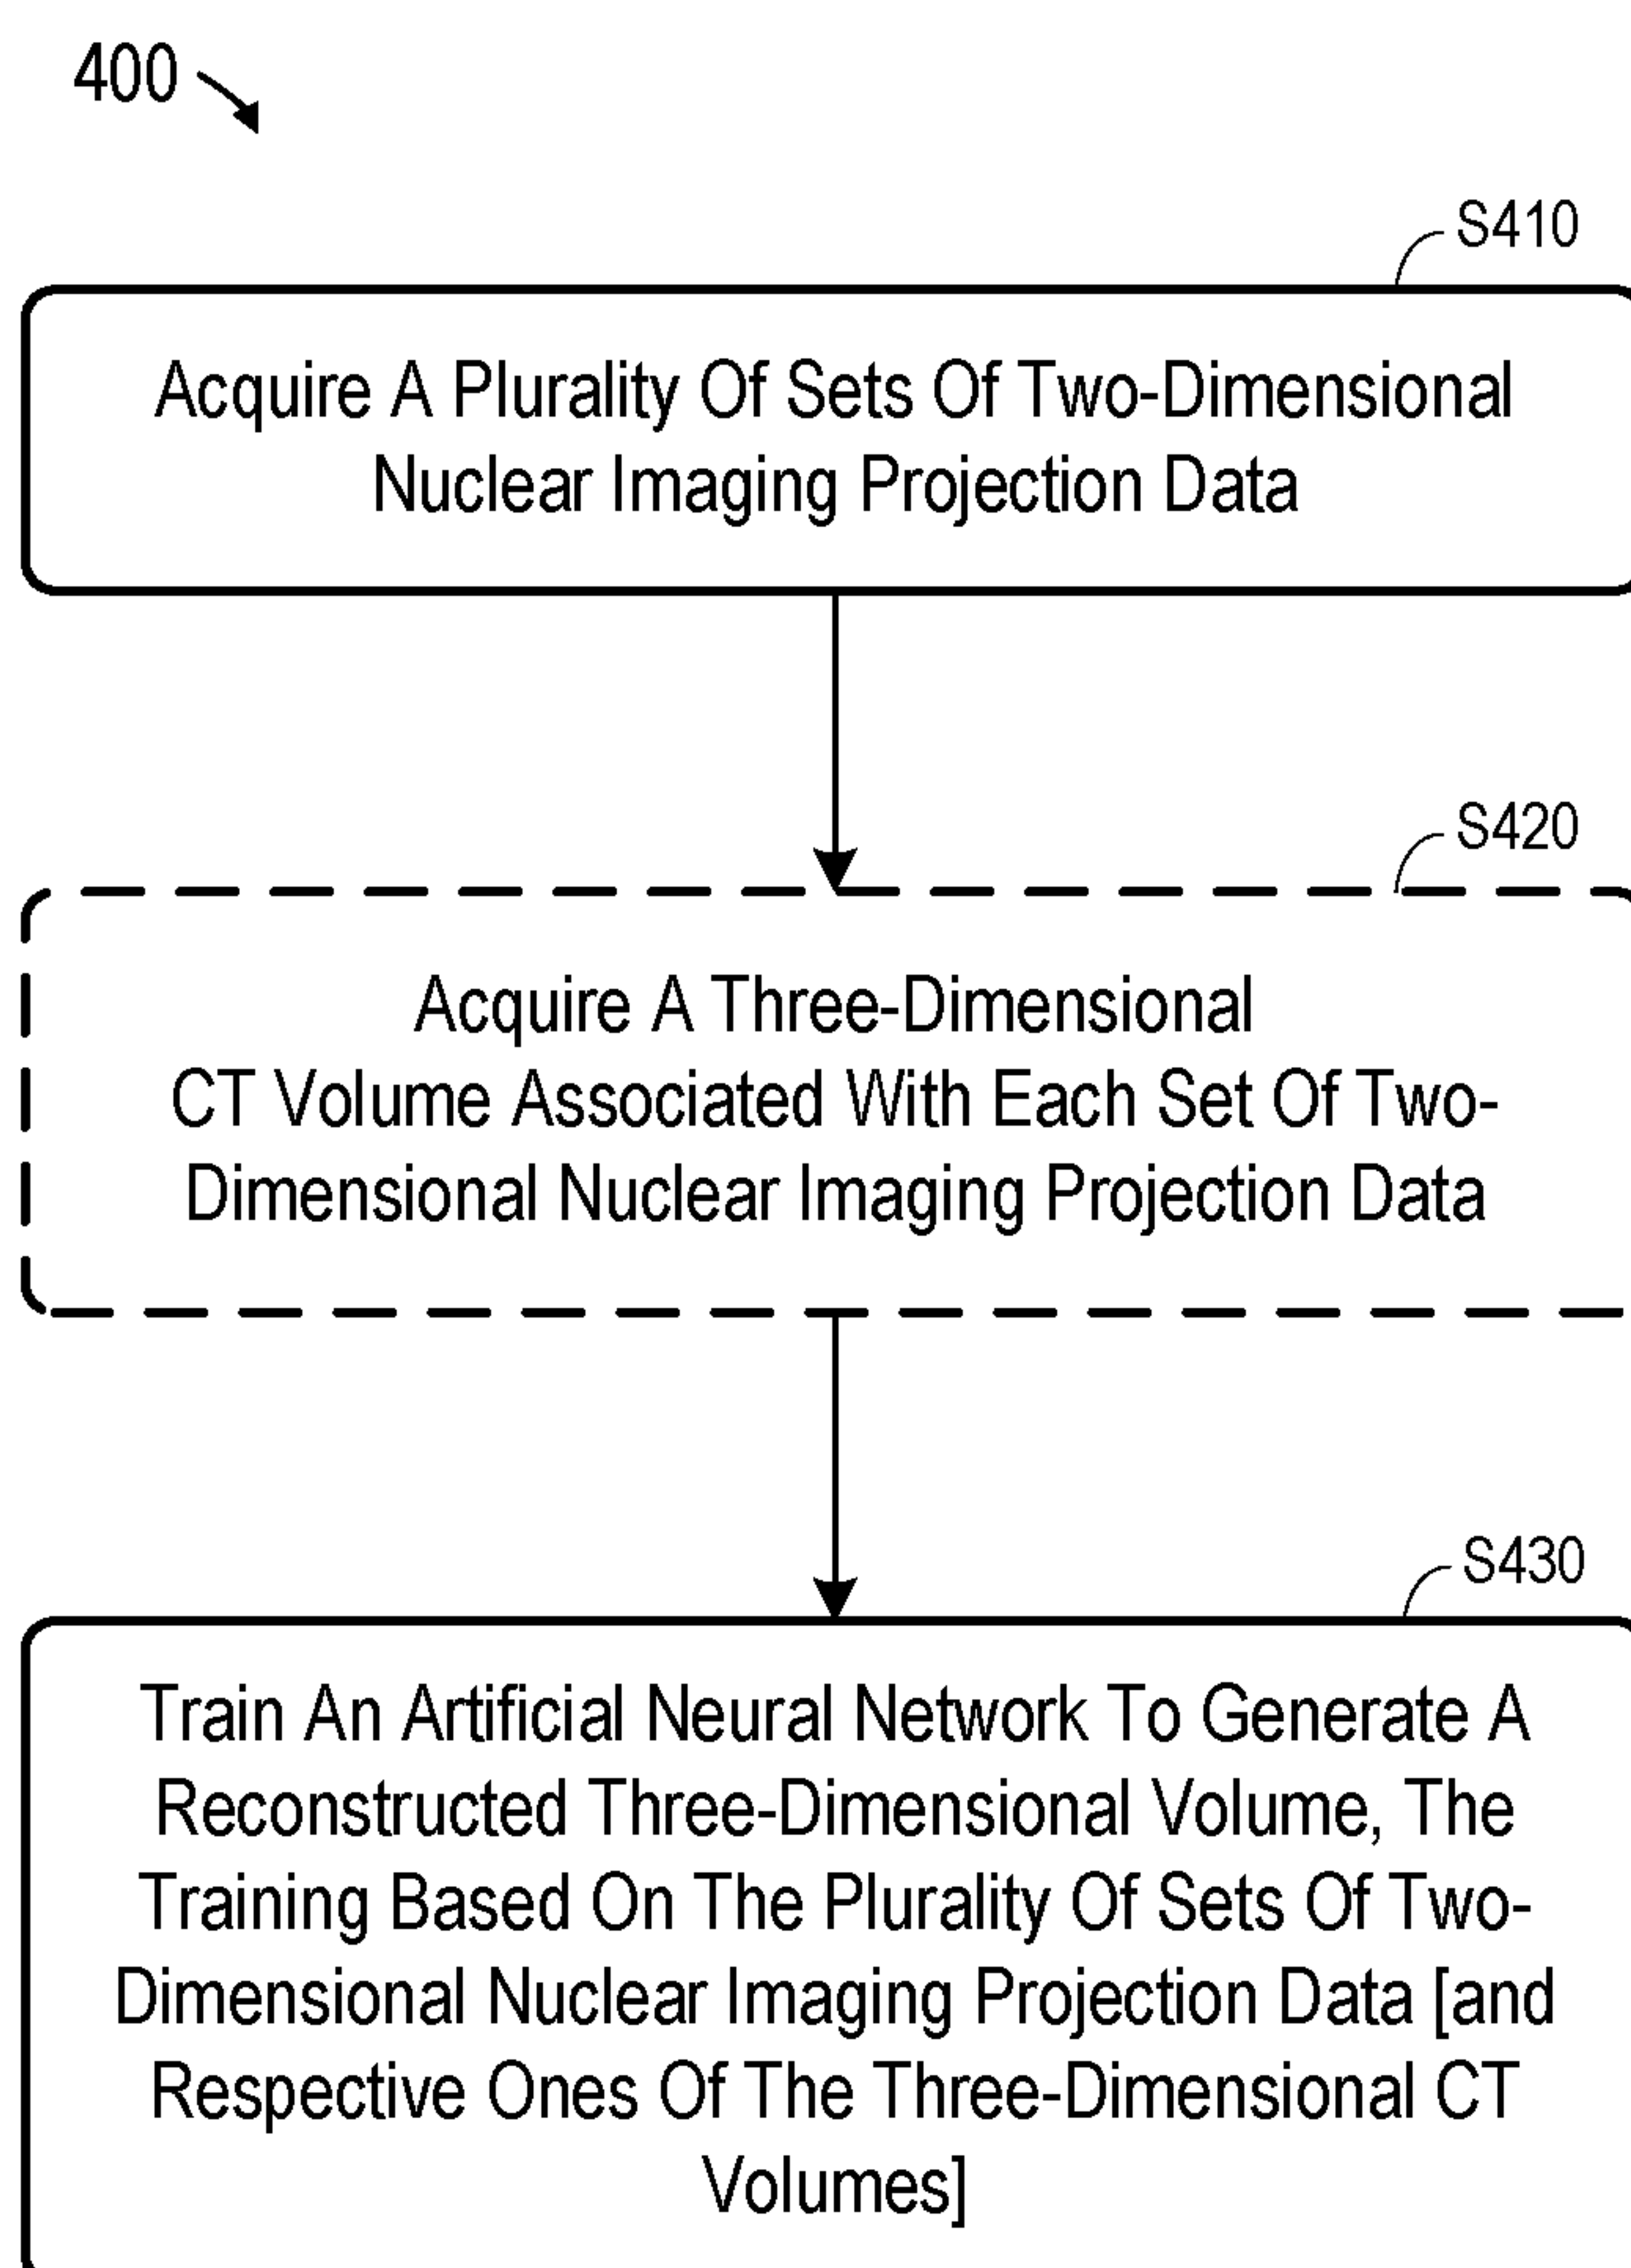 400
S410
Acquire A Plurality Of Sets Of Two-Dimensional
Nuclear Imaging Projection Data
S420
Acquire A Three-Dimensional
CT Volume Associated With Each Set Of Two-
Dimensional Nuclear Imaging Projection Data
S430
Train An Artificial Neural Network To Generate A
Reconstructed Three-Dimensional Volume, The
Training Based On The Plurality Of Sets Of Two-
Dimensional Nuclear Imaging Projection Data [and
Respective Ones Of The Three-Dimensional CT
Volumes]